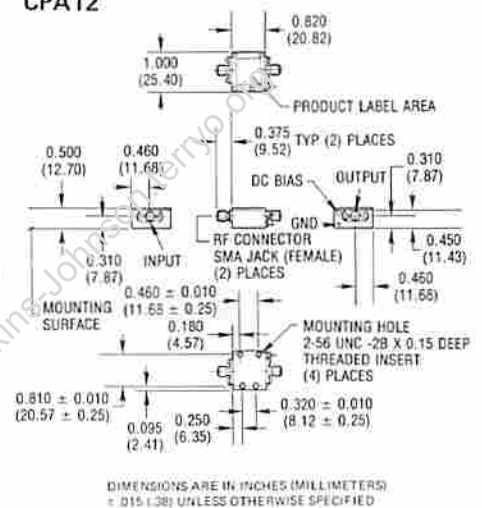 CPA12
0.820
(20.82)
1.000
(25.40)
PRODUCT LABEL AREA
0.375 TYP (2) PLACES
(9.52)
0.500
(12.70)
0.460
(11.68)
0.310
(7.87)
DC BIAS
OUTPUT
GND
0.310
(7.87)
INPUT
RF CONNECTOR
SMA JACK (FEMALE)
(2) PLACES
0.450
(11.43)
0.460
(11.68)
MOUNTING
SURFACE
0.460 ± 0.010
(11.68 ± 0.25)
0.180
(4.57)
MOUNTING HOLE
2-56 UNC -2B X 0.15 DEEP
THREADED INSERT
(4) PLACES
0.810 ± 0.010
(20.57 ± 0.25)
0.095
(2.41)
0.250
(6.35)
0.320 ± 0.010
(8.12 ± 0.25)
DIMENSIONS ARE IN INCHES (MILLIMETERS)
± .015 (.38) UNLESS OTHERWISE SPECIFIED